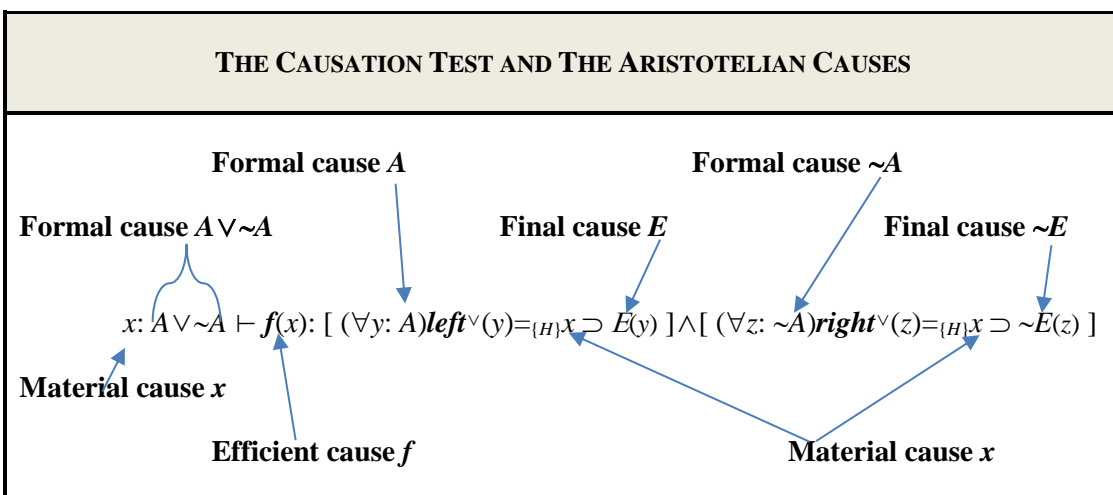 THE CAUSATION TEST AND THE ARISTOTELIAN CAUSES
Formal cause A Formal cause ~A
Formal cause A∨~A Final cause E Final cause ~E
x: A∨~A ⊢ f(x): [ (∀y: A)left∨(y)={H}x ⊃ E(y) ]∧[ (∀z: ~A)right∨(z)={H}x ⊃ ~E(z) ]
Material cause x
Efficient cause f Material cause x